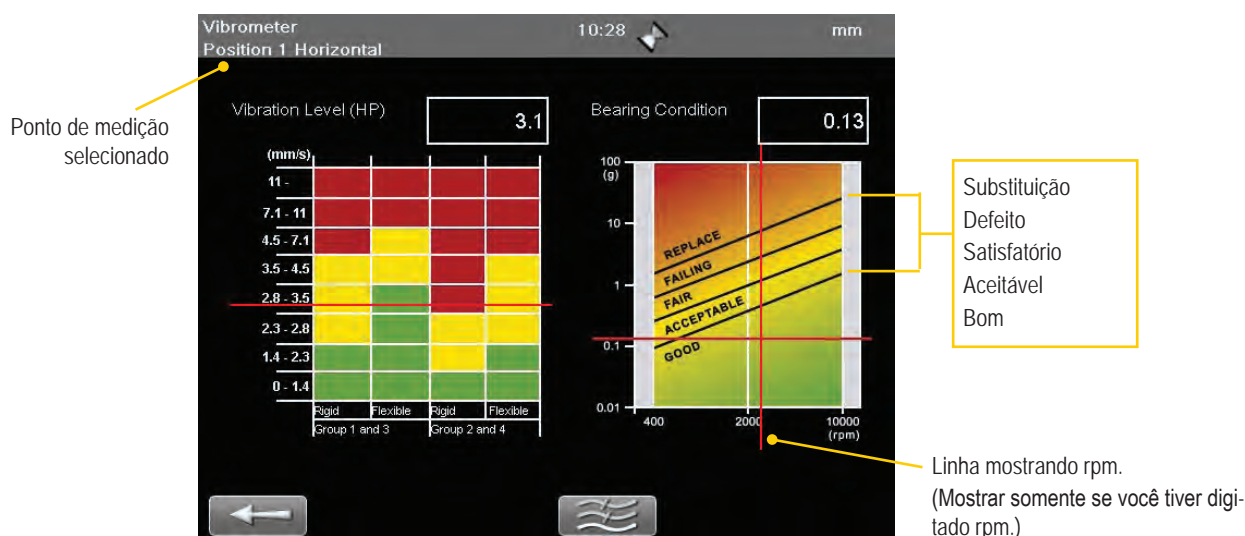 Vibrometer
10:28
mm
Position 1 Horizontal
Ponto de medição
selecionado
Vibration Level (HP)
3.1
Bearing Condition
0.13
(mm/s)
11 -
7.1 - 11
4.5 - 7.1
3.5 - 4.5
2.8 - 3.5
2.3 - 2.8
1.4 - 2.3
0 - 1.4
Rigid
Flexible
Rigid
Flexible
Group 1 and 3
Group 2 and 4
100
(g)
10
1
0.1
0.01
REPLACE
FAILING
FAIR
ACCEPTABLE
GOOD
400
2000
10000
(rpm)
Substituição
Defeito
Satisfatório
Aceitável
Bom
Linha mostrando rpm.
(Mostrar somente se você tiver digi-
tado rpm.)